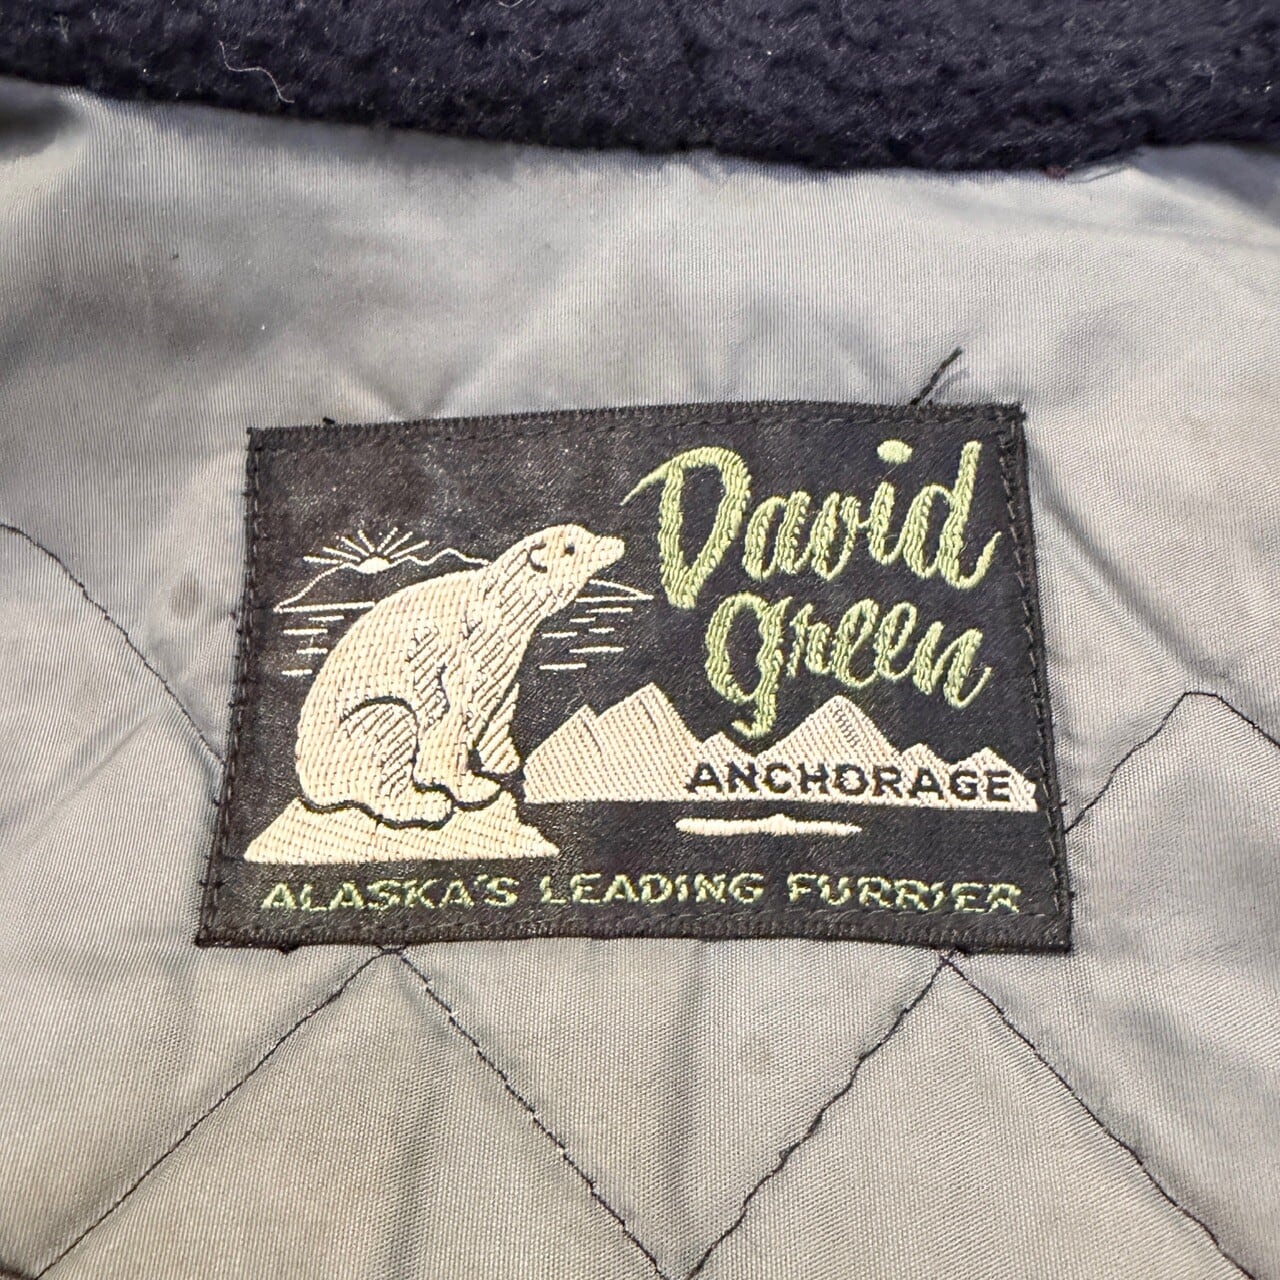 David
green
ANCHORAGE
ALASKA'S LEADING FURRIER